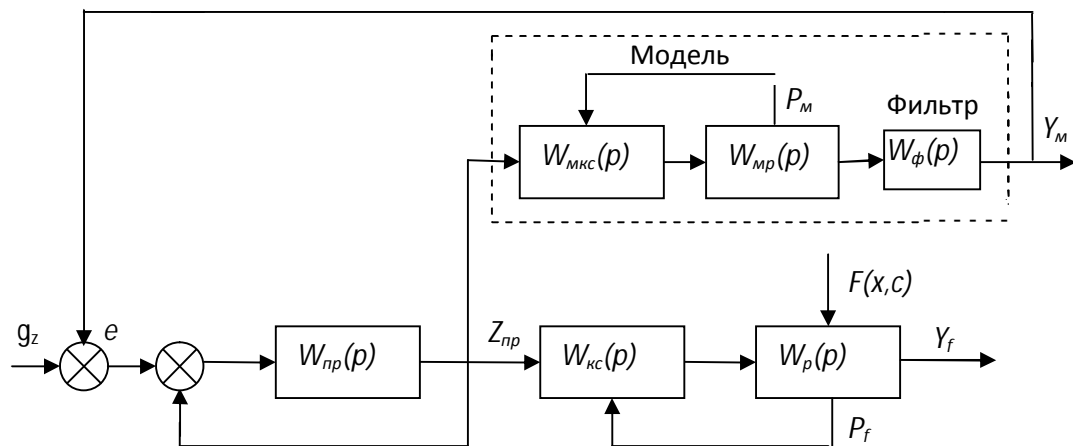 Модель
P_м
Фильтр
Y_м
W_мкс(p)
W_мр(p)
W_ф(p)
F(x,c)
g_z
e
W_пр(p)
Z_пр
W_кс(p)
W_р(p)
Y_f
P_f